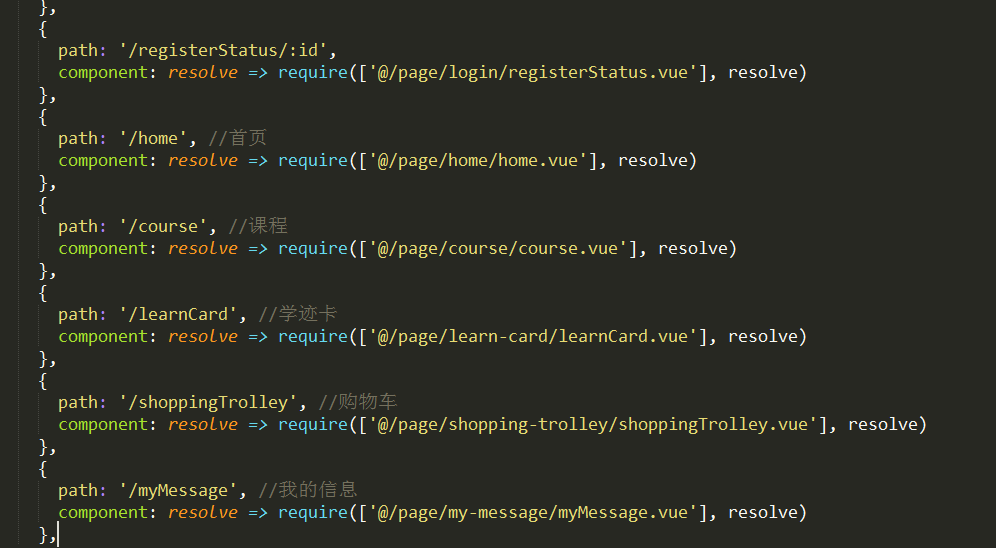 },
{
path: '/registerStatus/:id',
component: resolve => require(['@/page/login/registerStatus.vue'], resolve)
},
{
path: '/home', //首页
component: resolve => require(['@/page/home/home.vue'], resolve)
},
{
path: '/course', //课程
component: resolve => require(['@/page/course/course.vue'], resolve)
},
{
path: '/learnCard', //学迹卡
component: resolve => require(['@/page/learn-card/learnCard.vue'], resolve)
},
{
path: '/shoppingTrolley', //购物车
component: resolve => require(['@/page/shopping-trolley/shoppingTrolley.vue'], resolve)
},
{
path: '/myMessage', //我的信息
component: resolve => require(['@/page/my-message/myMessage.vue'], resolve)
},